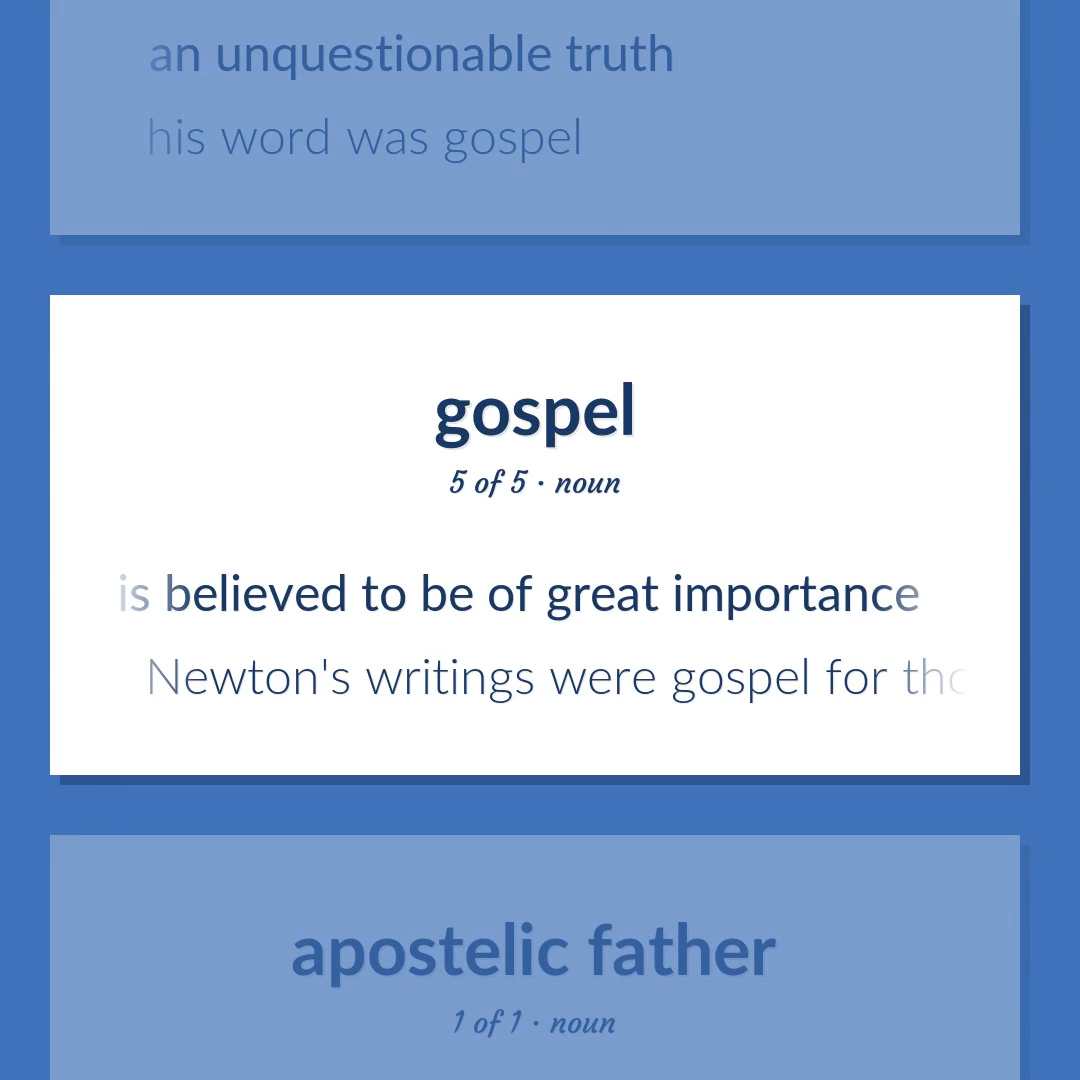 an unquestionable truth
his word was gospel
gospel
5 of 5 · noun
is believed to be of great importance
Newton's writings were gospel for
apostelic father
1 of 1 · noun